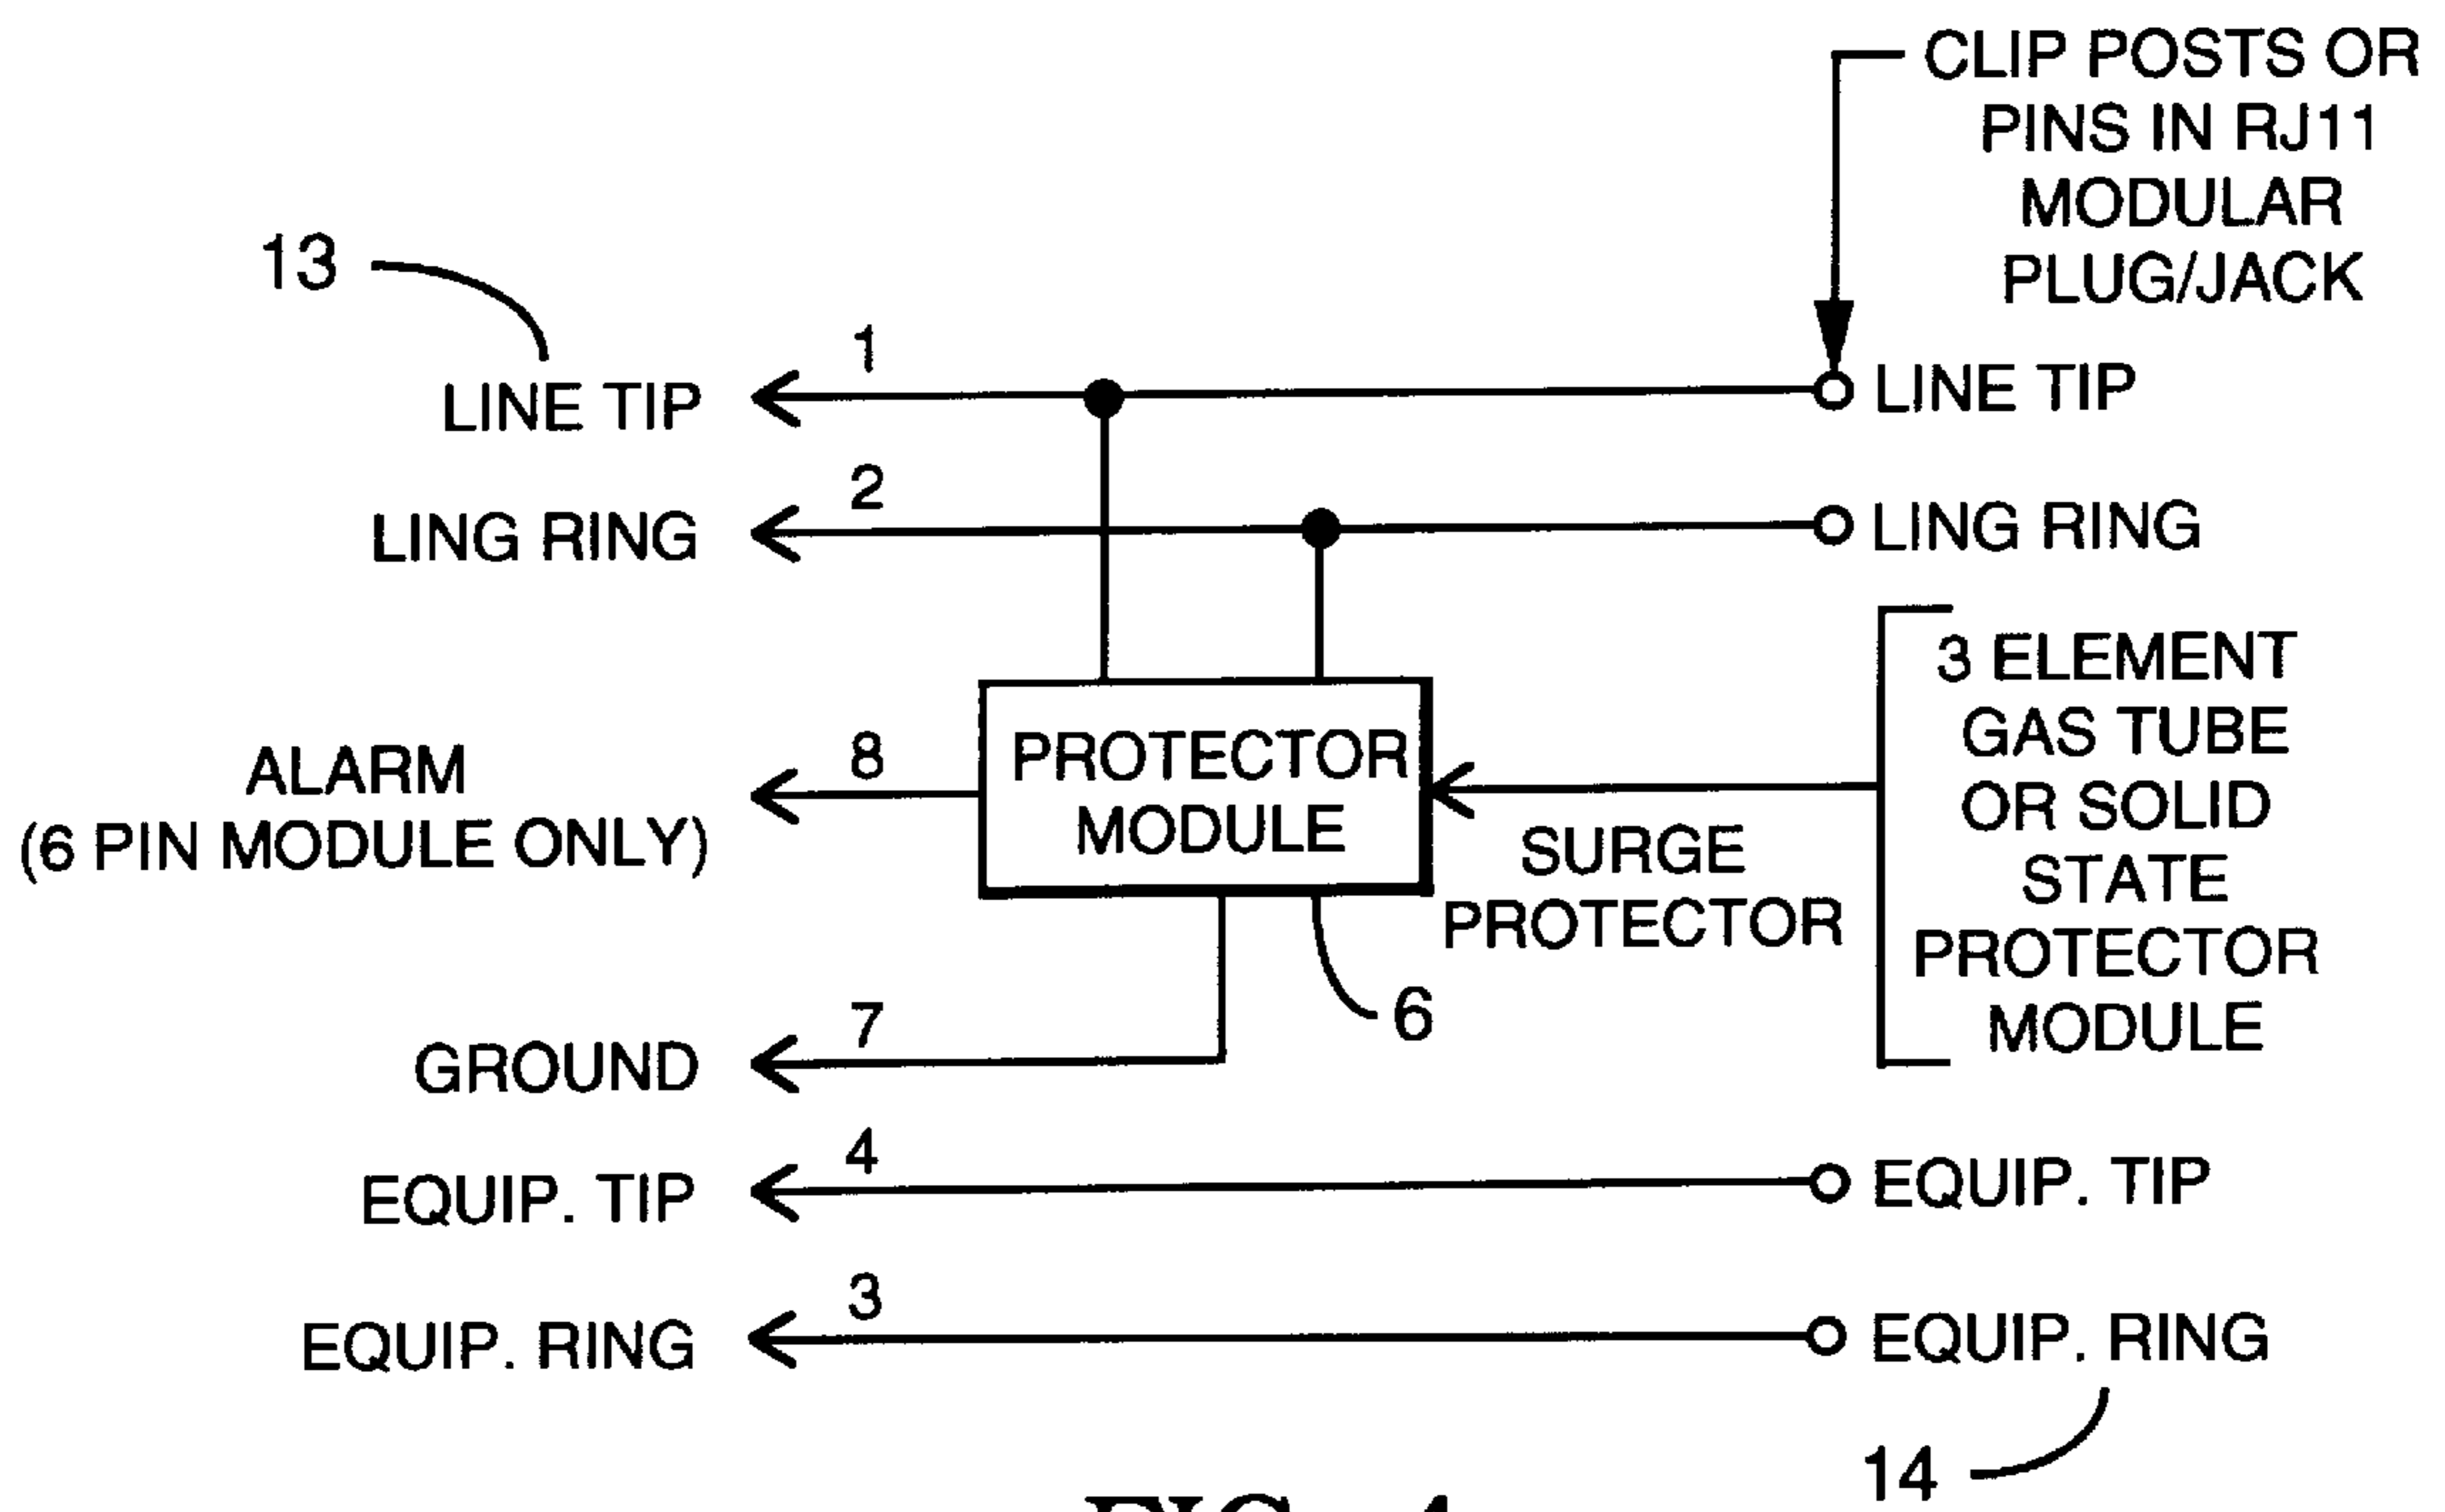 CLIP POSTS OR
PINS IN RJ11
MODULAR
PLUG/JACK
13
1
LINE TIP
LINE TIP
2
LING RING
LING RING
3 ELEMENT
GAS TUBE
OR SOLID
STATE
PROTECTOR
MODULE
ALARM
(6 PIN MODULE ONLY)
8
PROTECTOR
MODULE
SURGE
PROTECTOR
6
7
GROUND
4
EQUIP. TIP
EQUIP. TIP
3
EQUIP. RING
EQUIP. RING
14